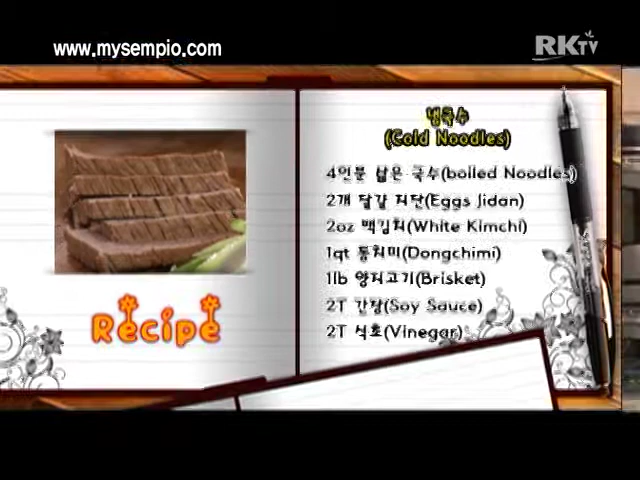 www.mysempio.com
RKTV
냉국수
(Cold Noodles)
4인분 삶은 국수(boiled Noodles)
2개 달걀 지단(Eggs Jidan)
2oz 백김치(White Kimchi)
1qt 동치미(Dongchimi)
1lb 양지고기(Brisket)
2T 간장(Soy Sauce)
2T 식초(Vinegar)
Recipe